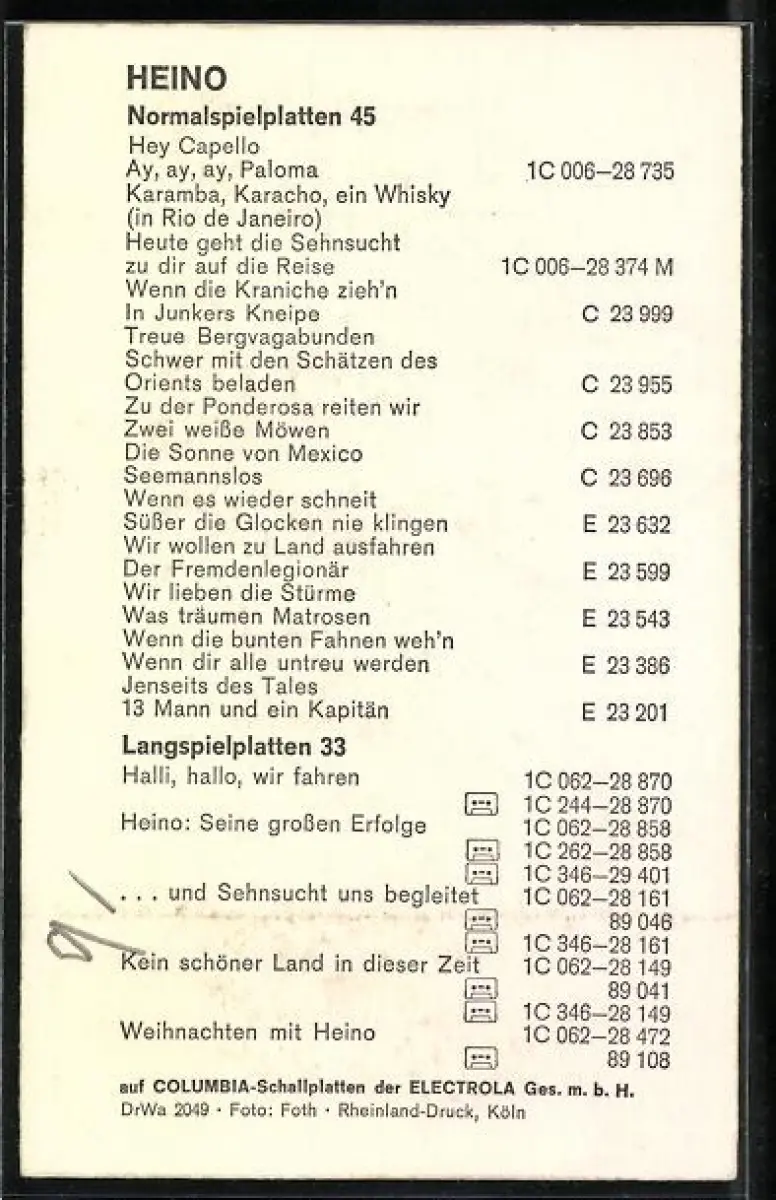 HEINO
Normalspielplatten 45
Hey Capello
Ay, ay, ay, Paloma 1C 006–28 735
Karamba, Karacho, ein Whisky
(in Rio de Janeiro)
Heute geht die Sehnsucht
zu dir auf die Reise 1C 006–28 374 M
Wenn die Kraniche zieh'n
In Junkers Kneipe C 23 999
Treue Bergvagabunden
Schwer mit den Schätzen des
Orients beladen C 23 955
Zu der Ponderosa reiten wir
Zwei weiße Möwen C 23 853
Die Sonne von Mexico
Seemannslos C 23 696
Wenn es wieder schneit
Süßer die Glocken nie klingen E 23 632
Wir wollen zu Land ausfahren
Der Fremdenlegionär E 23 599
Wir lieben die Stürme
Was träumen Matrosen E 23 543
Wenn die bunten Fahnen weh'n
Wenn dir alle untreu werden E 23 386
Jenseits des Tales
13 Mann und ein Kapitän E 23 201
Langspielplatten 33
Halli, hallo, wir fahren 1C 062–28 870
1C 244–28 870
Heino: Seine großen Erfolge 1C 062–28 858
1C 262–28 858
1C 346–29 401
. . . und Sehnsucht uns begleitet 1C 062–28 161
89 046
1C 346–28 161
Kein schöner Land in dieser Zeit 1C 062–28 149
89 041
1C 346–28 149
Weihnachten mit Heino 1C 062–28 472
89 108
auf COLUMBIA-Schallplatten der ELECTROLA Ges. m. b. H.
DrWa 2049 · Foto: Foth · Rheinland-Druck, Köln